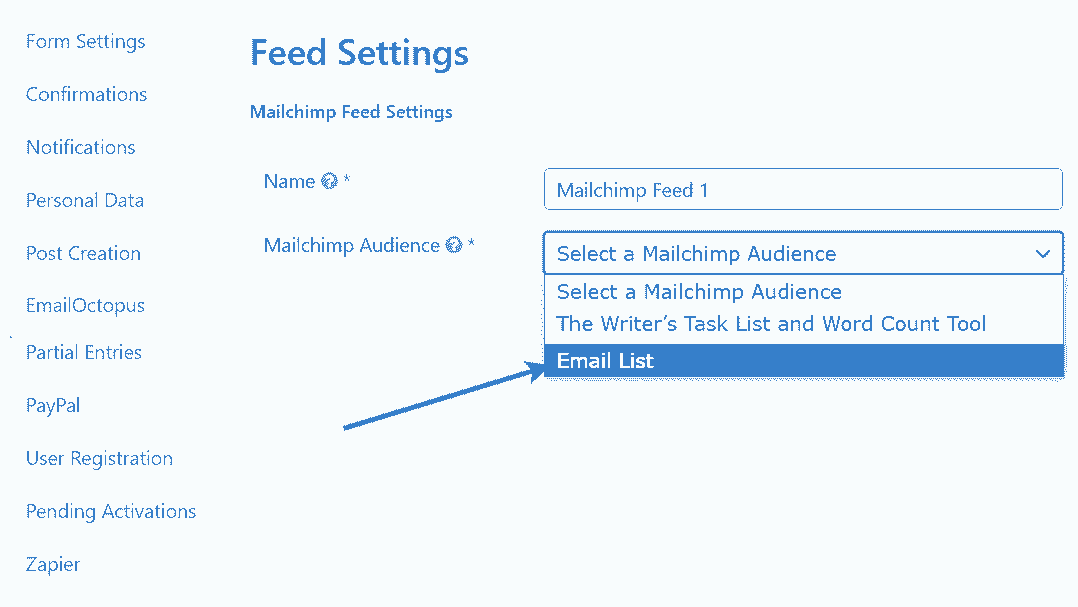 Form Settings
Confirmations
Notifications
Personal Data
Post Creation
EmailOctopus
Partial Entries
PayPal
User Registration
Pending Activations
Zapier
Feed Settings
Mailchimp Feed Settings
Name ? *
Mailchimp Feed 1
Mailchimp Audience ? *
Select a Mailchimp Audience
Select a Mailchimp Audience
The Writer's Task List and Word Count Tool
Email List